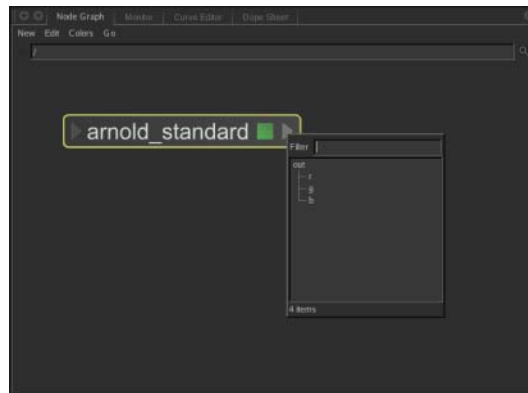 Node Graph Monitor Curve Editor Dope Sheet
New Edit Colors Go
/
arnold_standard
Filter
out
r
g
b
4 items